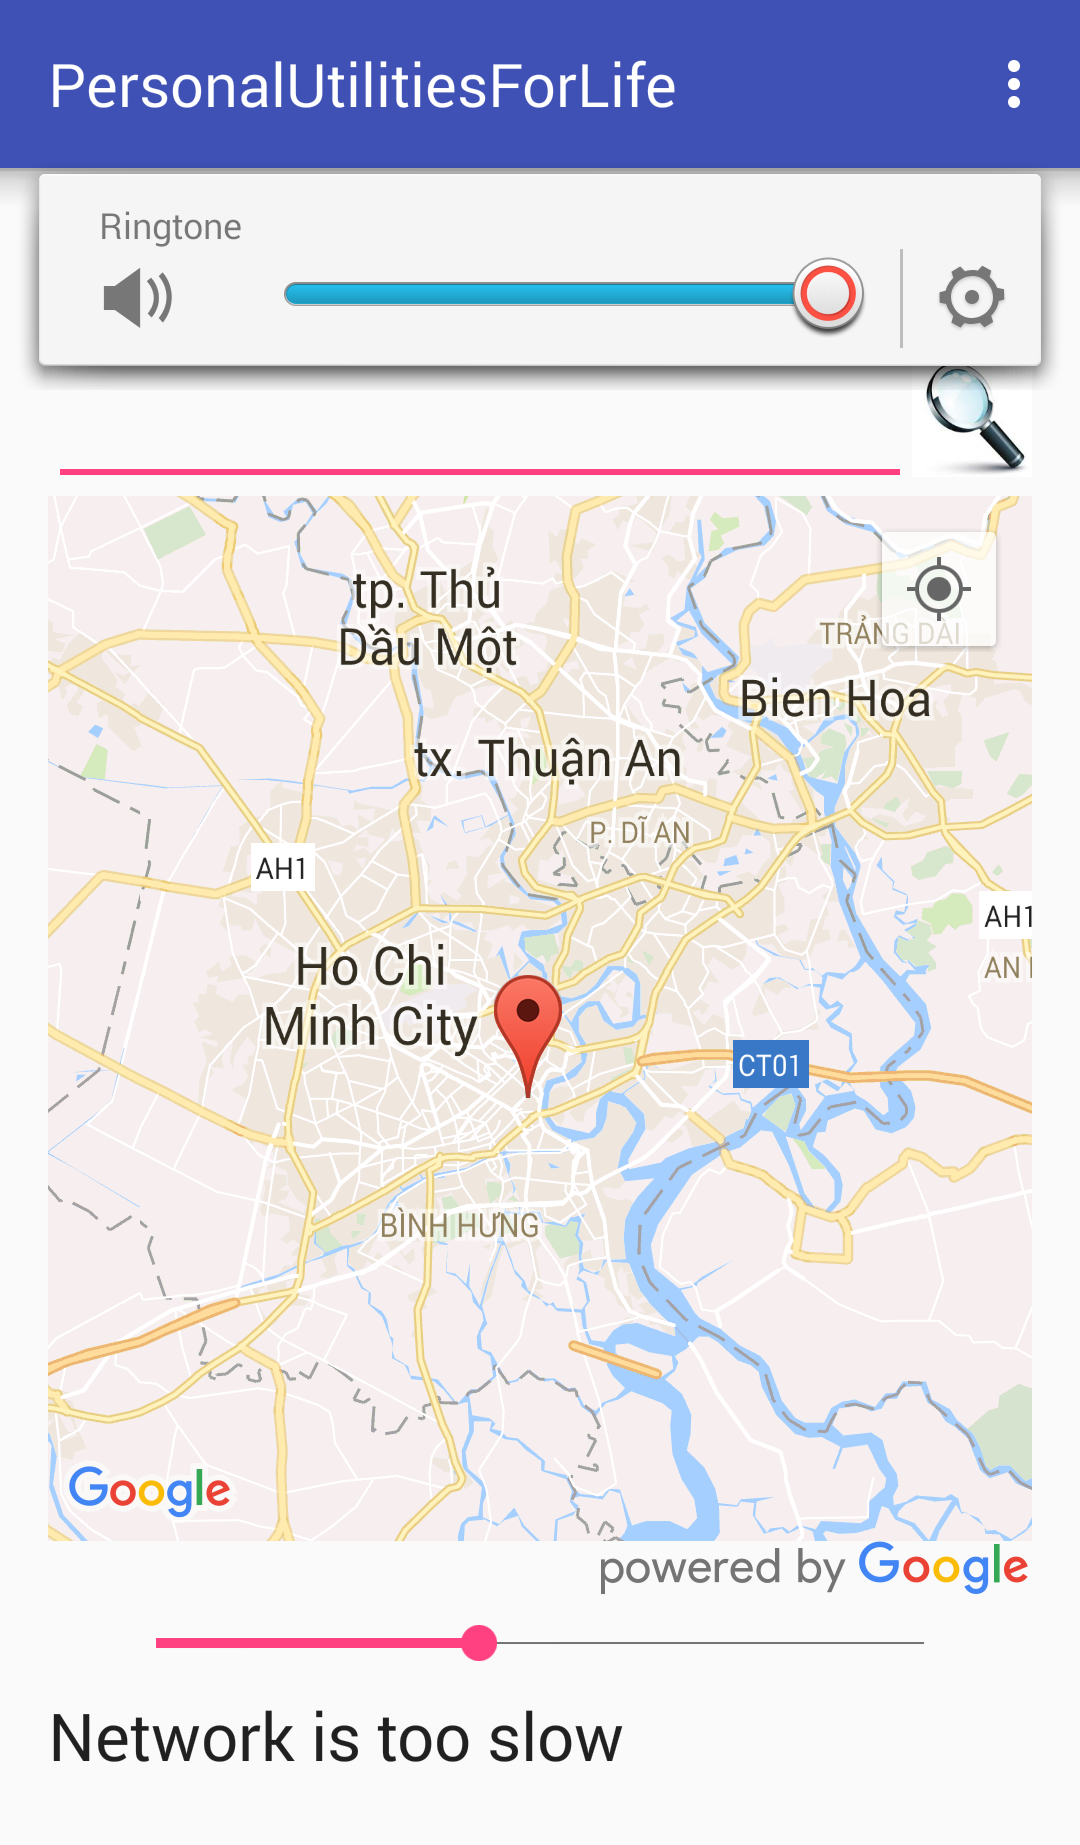 PersonalUtilitiesForLife
Ringtone
tp. Thủ
Dầu Một
TRẢNG DÀI
Bien Hoa
tx. Thuận An
P. DĨ AN
AH1
AH1
AN
Ho Chi
Minh City
CT01
BÌNH HƯNG
Google
powered by Google
Network is too slow